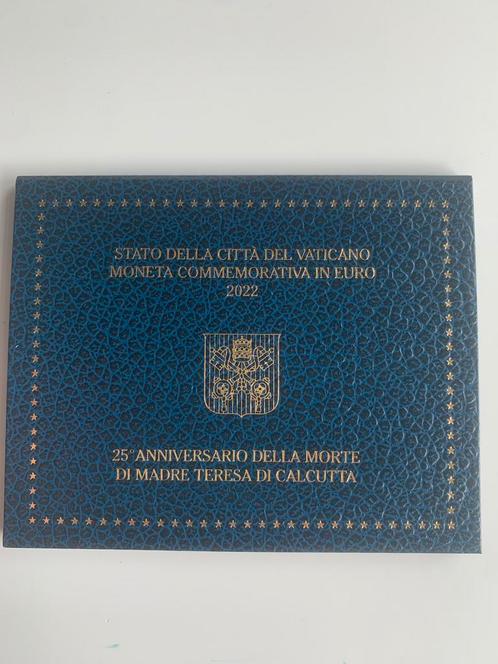 STATO DELLA CITTÀ DEL VATICANO
MONETA COMMEMORATIVA IN EURO
2022
25° ANNIVERSARIO DELLA MORTE
DI MADRE TERESA DI CALCUTTA